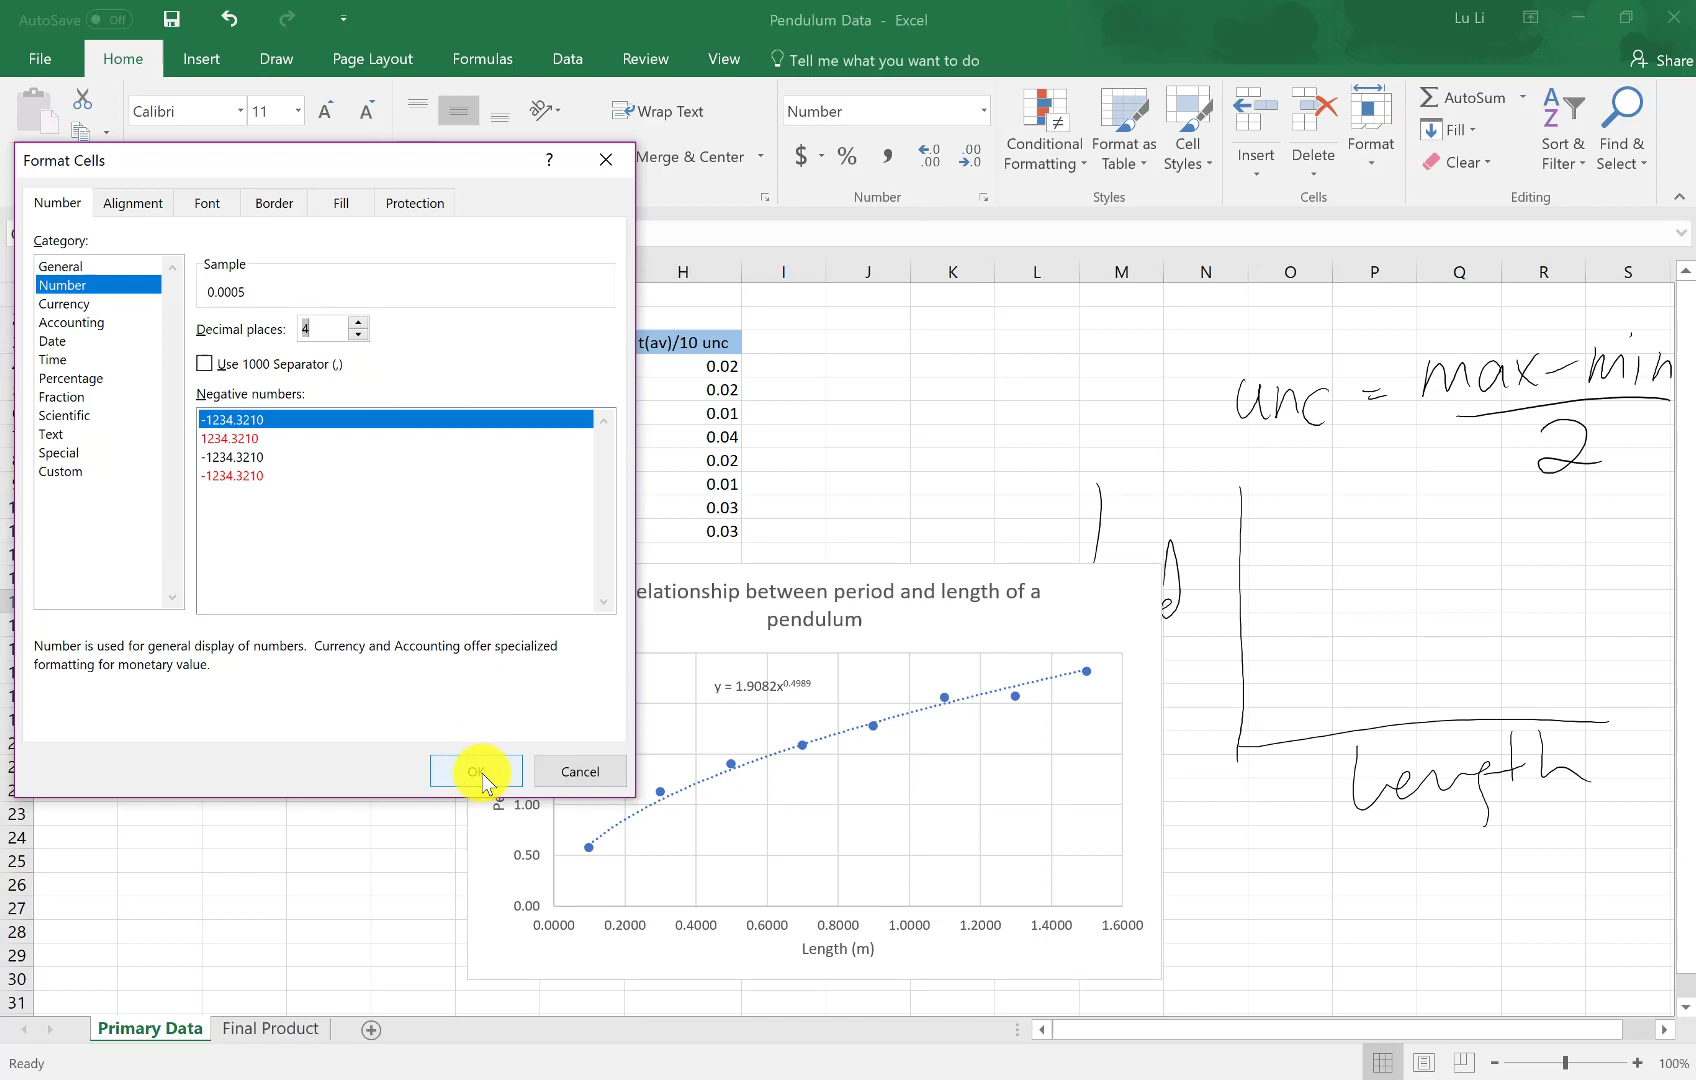 AutoSave Off
Pendulum Data - Excel
Lu Li
File Home Insert Draw Page Layout Formulas Data Review View Tell me what you want to do
Share
Calibri 11
Wrap Text
Merge & Center
Number
$ % , .0 .00 .00 .0
Number
Conditional Formatting
Format as Table
Cell Styles
Styles
Insert Delete Format
Cells
AutoSum
Fill
Clear
Sort & Filter
Find & Select
Editing
Format Cells ?
Number Alignment Font Border Fill Protection
Category:
General
Number
Currency
Accounting
Date
Time
Percentage
Fraction
Scientific
Text
Special
Custom
Sample
0.0005
Decimal places: 4
Use 1000 Separator (,)
Negative numbers:
-1234.3210
1234.3210
-1234.3210
-1234.3210
Number is used for general display of numbers. Currency and Accounting offer specialized
formatting for monetary value.
OK Cancel
H I J K L M N O P Q R S
t(av)/10 unc
0.02
0.02
0.01
0.04
0.02
0.01
0.03
0.03
unc = max-min
2
Length
elationship between period and length of a
pendulum
y = 1.9082x^0.4989
1.00
0.50
0.00
0.0000 0.2000 0.4000 0.6000 0.8000 1.0000 1.2000 1.4000 1.6000
Length (m)
23
24
25
26
27
28
29
30
31
Primary Data Final Product
Ready
100%